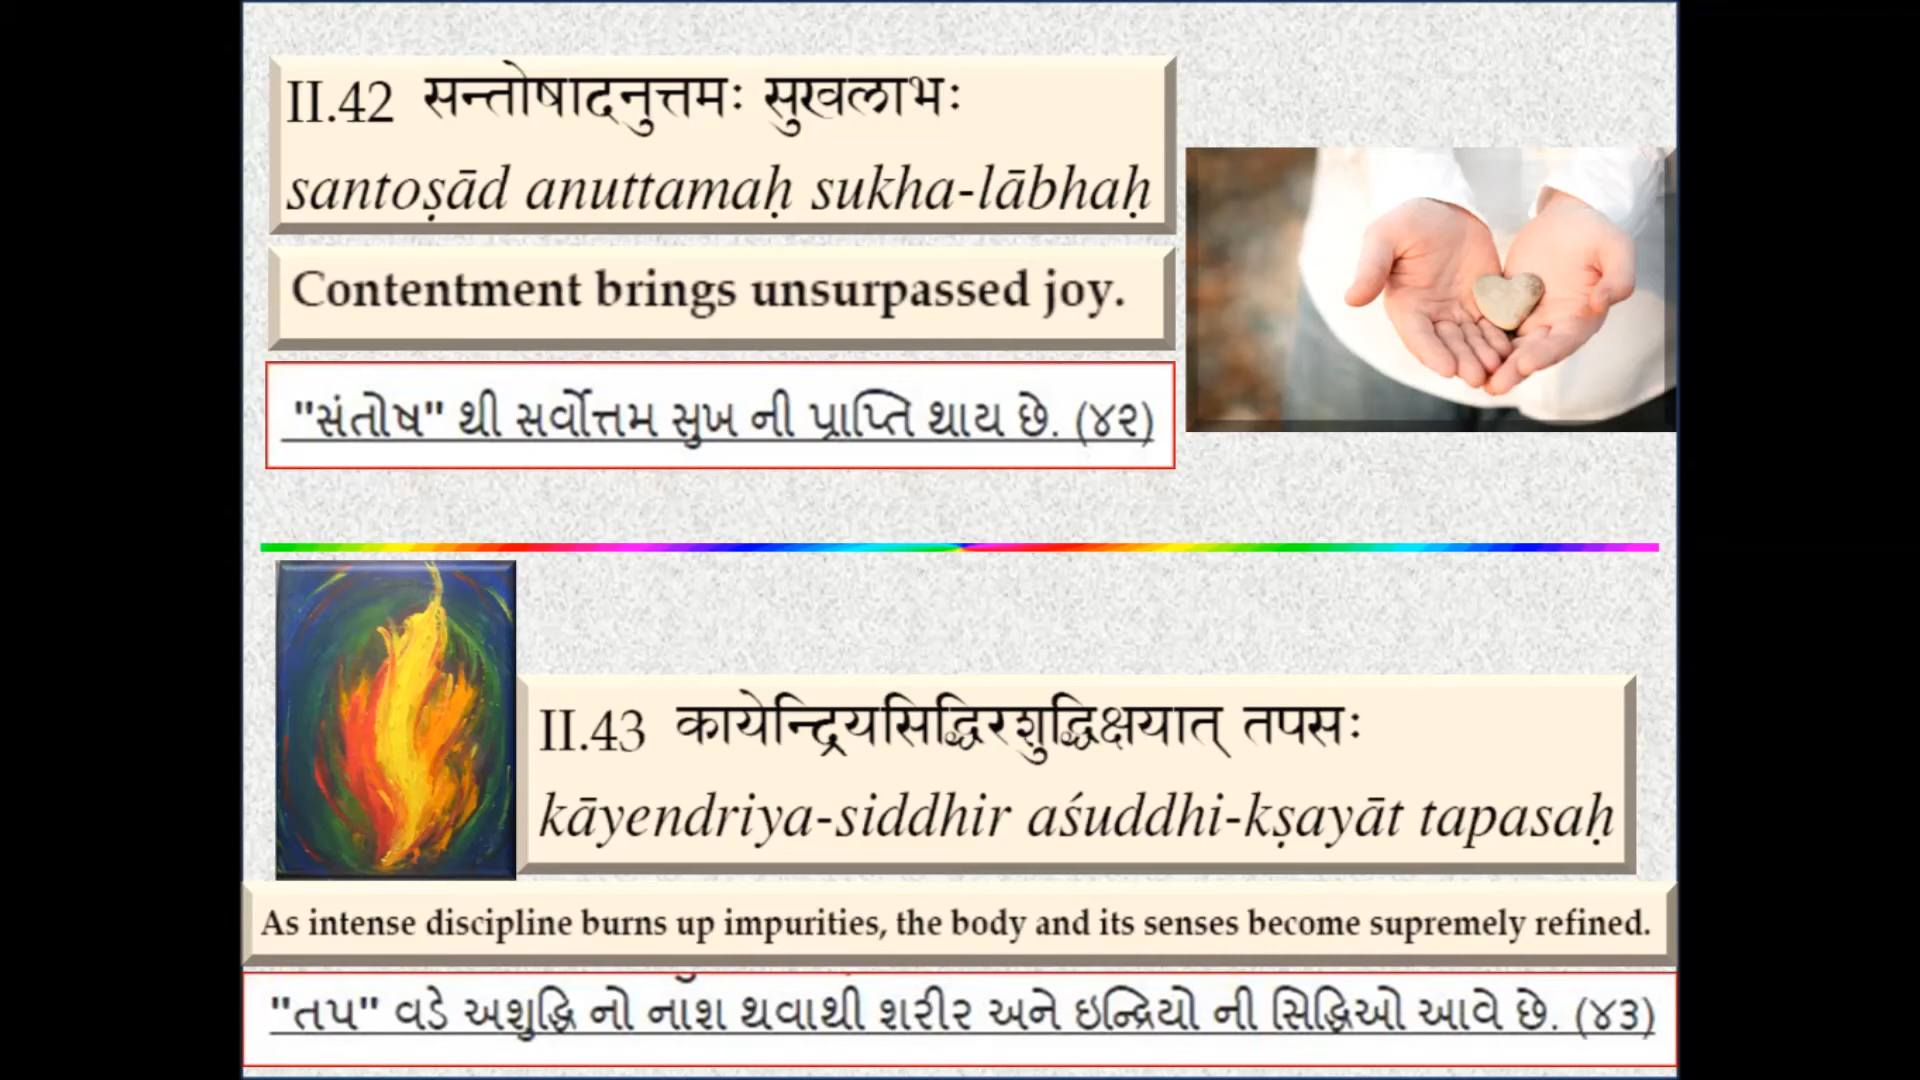 II.42 सन्तोषादनुत्तमः सुखलाभः
santoṣād anuttamaḥ sukha-lābhaḥ
Contentment brings unsurpassed joy.
"સંતોષ" થી સર્વોત્તમ સુખ ની પ્રાપ્તિ થાય છે. (૪૨)
II.43 कायेन्द्रियसिद्धिरशुद्धिक्षयात् तपसः
kāyendriya-siddhir aśuddhi-kṣayāt tapasaḥ
As intense discipline burns up impurities, the body and its senses become supremely refined.
"તપ" વડે અશુદ્ધિ નો નાશ થવાથી શરીર અને ઇન્દ્રિયો ની સિદ્ધિઓ આવે છે. (૪૩)